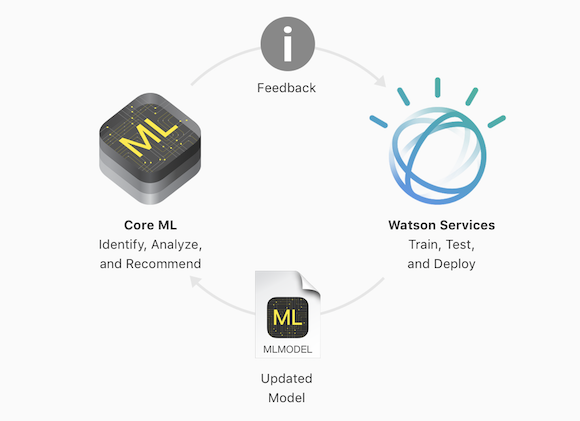 Feedback
ML
Core ML
Identify, Analyze,
and Recommend
Watson Services
Train, Test,
and Deploy
ML
MLMODEL
Updated
Model